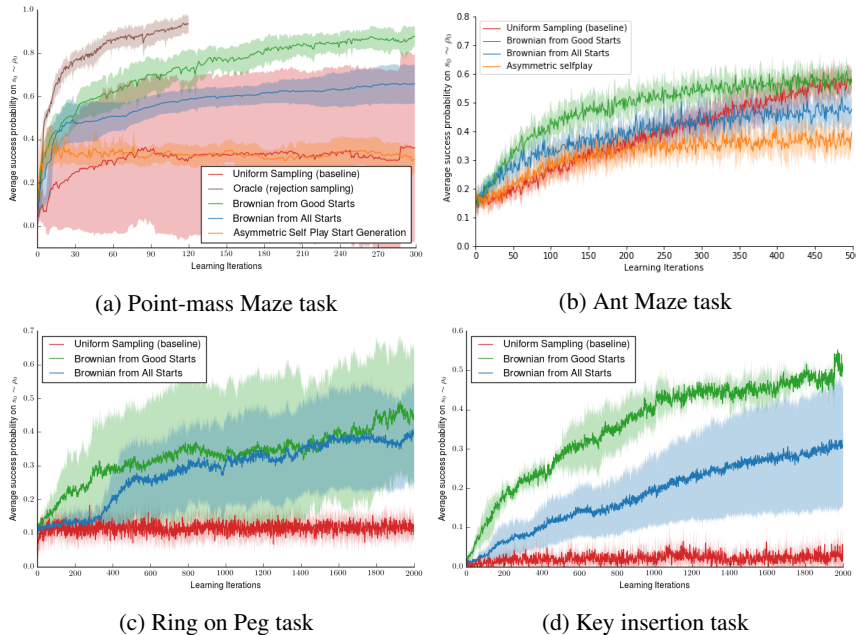 Average success probability on s₀ ~ ρ₀
1.0
0.8
0.6
0.4
0.2
0.0
Uniform Sampling (baseline)
Oracle (rejection sampling)
Brownian from Good Starts
Brownian from All Starts
Asymmetric Self Play Start Generation
0 30 60 90 120 150 180 210 240 270 300
Learning Iterations
(a) Point-mass Maze task
Average success probability on s₀ ~ ρ₀
0.8
0.7
0.6
0.5
0.4
0.3
0.2
0.1
0.0
Uniform Sampling (baseline)
Brownian from Good Starts
Brownian from All Starts
Asymmetric selfplay
0 50 100 150 200 250 300 350 400 450 500
Learning Iterations
(b) Ant Maze task
Average success probability on s₀ ~ ρ₀
0.7
0.6
0.5
0.4
0.3
0.2
0.1
0.0
Uniform Sampling (baseline)
Brownian from Good Starts
Brownian from All Starts
0 200 400 600 800 1000 1200 1400 1600 1800 2000
Learning Iterations
(c) Ring on Peg task
Average success probability on s₀ ~ ρ₀
0.6
0.5
0.4
0.3
0.2
0.1
0.0
Uniform Sampling (baseline)
Brownian from Good Starts
Brownian from All Starts
0 200 400 600 800 1000 1200 1400 1600 1800 2000
Learning Iterations
(d) Key insertion task